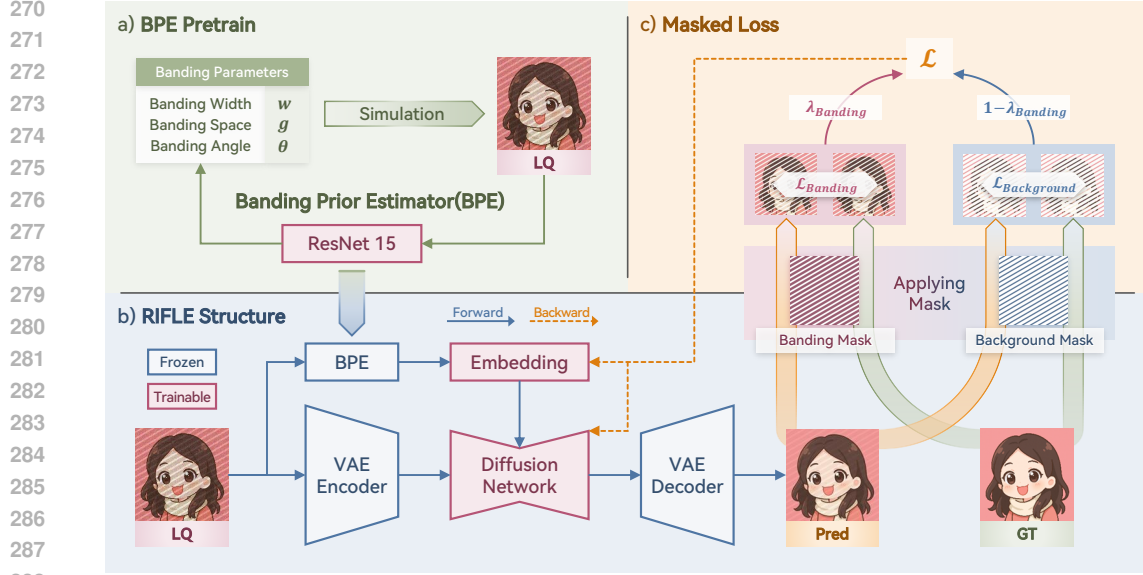 270
271
272
273
274
275
276
277
278
279
280
281
282
283
284
285
286
287
a) BPE Pretrain
Banding Parameters
Banding Width w
Banding Space g
Banding Angle θ
Simulation
LQ
Banding Prior Estimator(BPE)
ResNet 15
c) Masked Loss
ℒ
λBanding
1−λBanding
ℒBanding
ℒBackground
Applying
Mask
Banding Mask
Background Mask
b) RIFLE Structure
Forward
Backward
Frozen
Trainable
BPE
Embedding
VAE
Encoder
Diffusion
Network
VAE
Decoder
LQ
Pred
GT